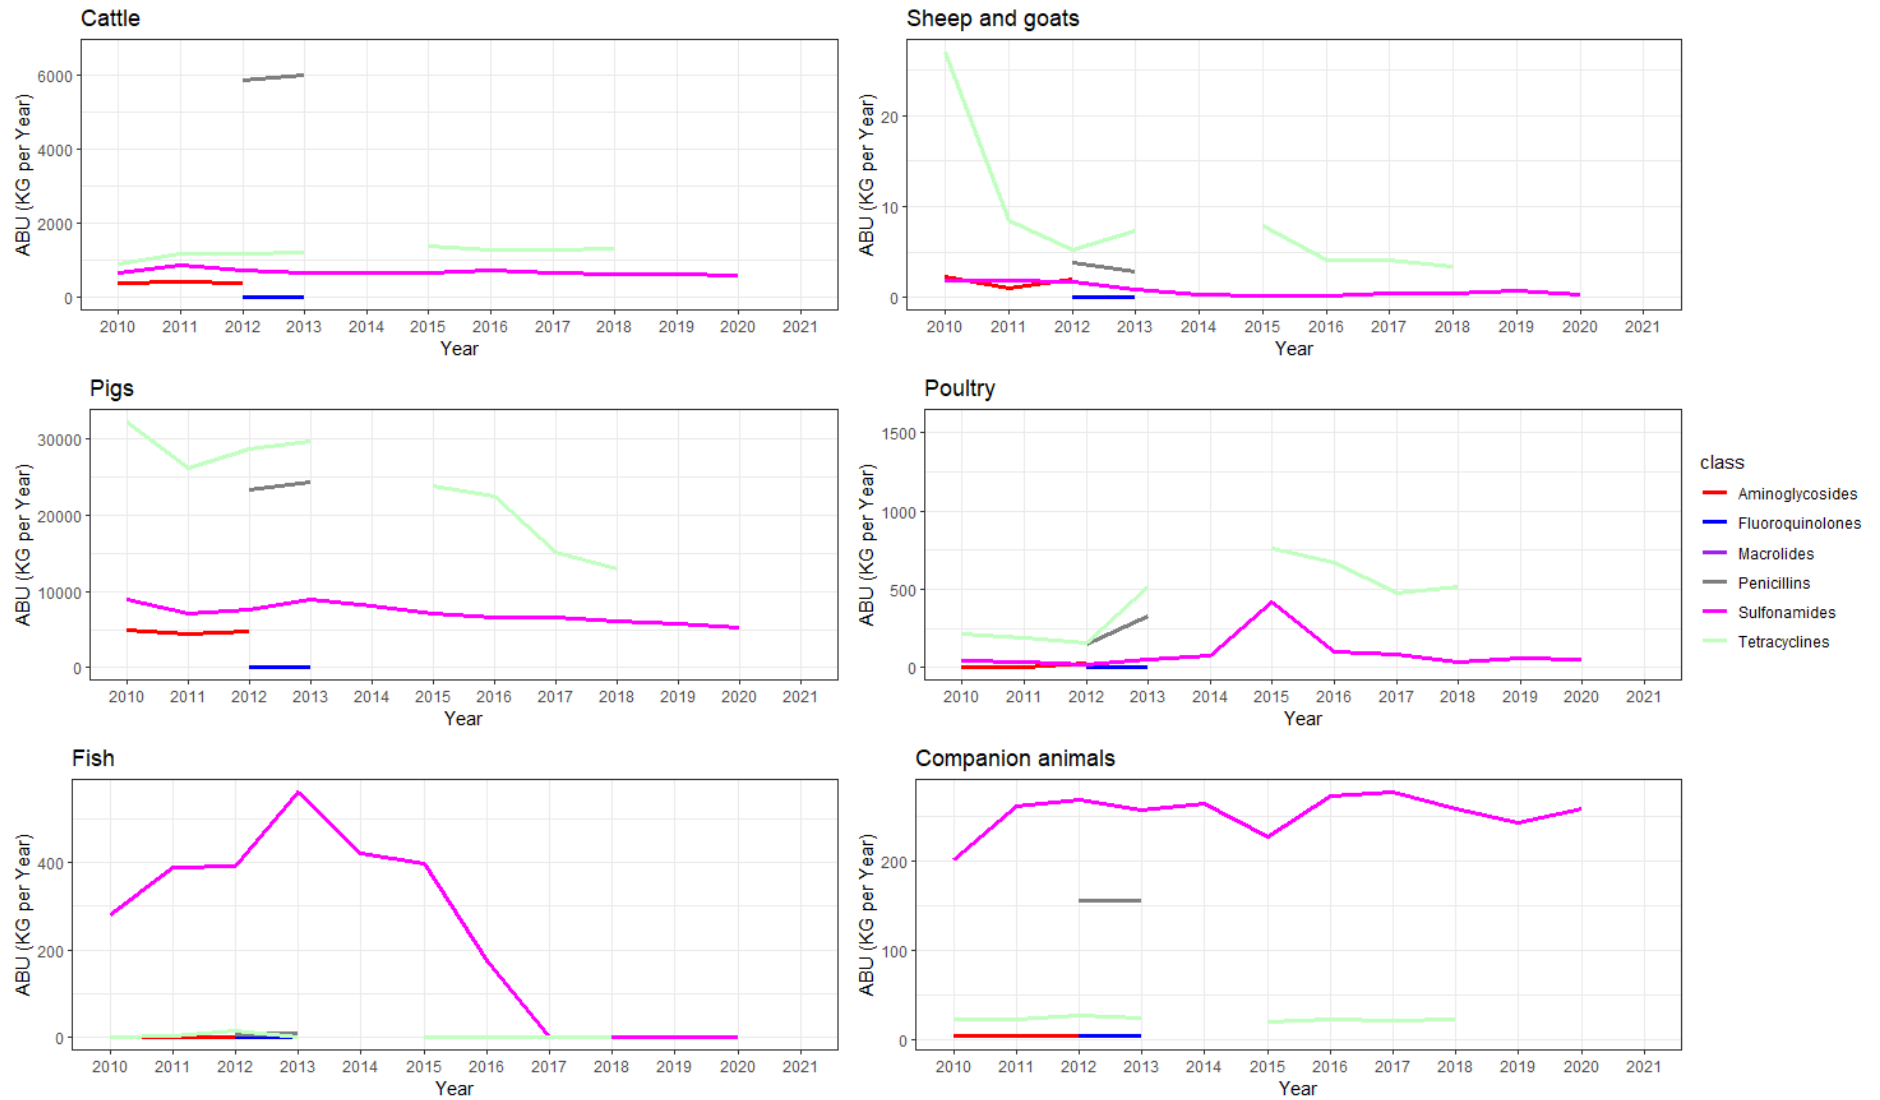 Cattle
ABU (KG per Year)
6000
4000
2000
0
2010 2011 2012 2013 2014 2015 2016 2017 2018 2019 2020 2021
Year
Sheep and goats
ABU (KG per Year)
20
10
0
2010 2011 2012 2013 2014 2015 2016 2017 2018 2019 2020 2021
Year
Pigs
ABU (KG per Year)
30000
20000
10000
0
2010 2011 2012 2013 2014 2015 2016 2017 2018 2019 2020 2021
Year
Poultry
ABU (KG per Year)
1500
1000
500
0
2010 2011 2012 2013 2014 2015 2016 2017 2018 2019 2020 2021
Year
class
Aminoglycosides
Fluoroquinolones
Macrolides
Penicillins
Sulfonamides
Tetracyclines
Fish
ABU (KG per Year)
400
200
0
2010 2011 2012 2013 2014 2015 2016 2017 2018 2019 2020 2021
Year
Companion animals
ABU (KG per Year)
200
100
0
2010 2011 2012 2013 2014 2015 2016 2017 2018 2019 2020 2021
Year